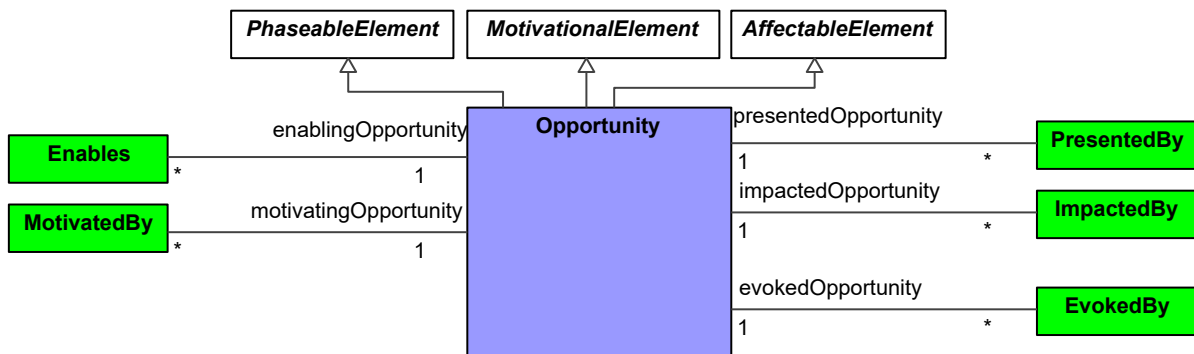 PhaseableElement
MotivationalElement
AffectableElement
Opportunity
enablingOpportunity
Enables
*
1
motivatingOpportunity
MotivatedBy
*
1
presentedOpportunity
PresentedBy
1
*
impactedOpportunity
ImpactedBy
1
*
evokedOpportunity
EvokedBy
1
*